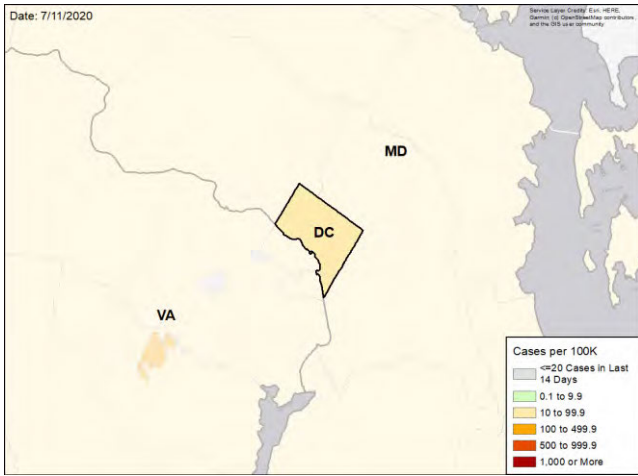 Date: 7/11/2020
Service Layer Credits: Esri, HERE,
Garmin, (c) OpenStreetMap contributors,
and the GIS user community
MD
DC
VA
Cases per 100K
<=20 Cases in Last
14 Days
0.1 to 9.9
10 to 99.9
100 to 499.9
500 to 999.9
1,000 or More